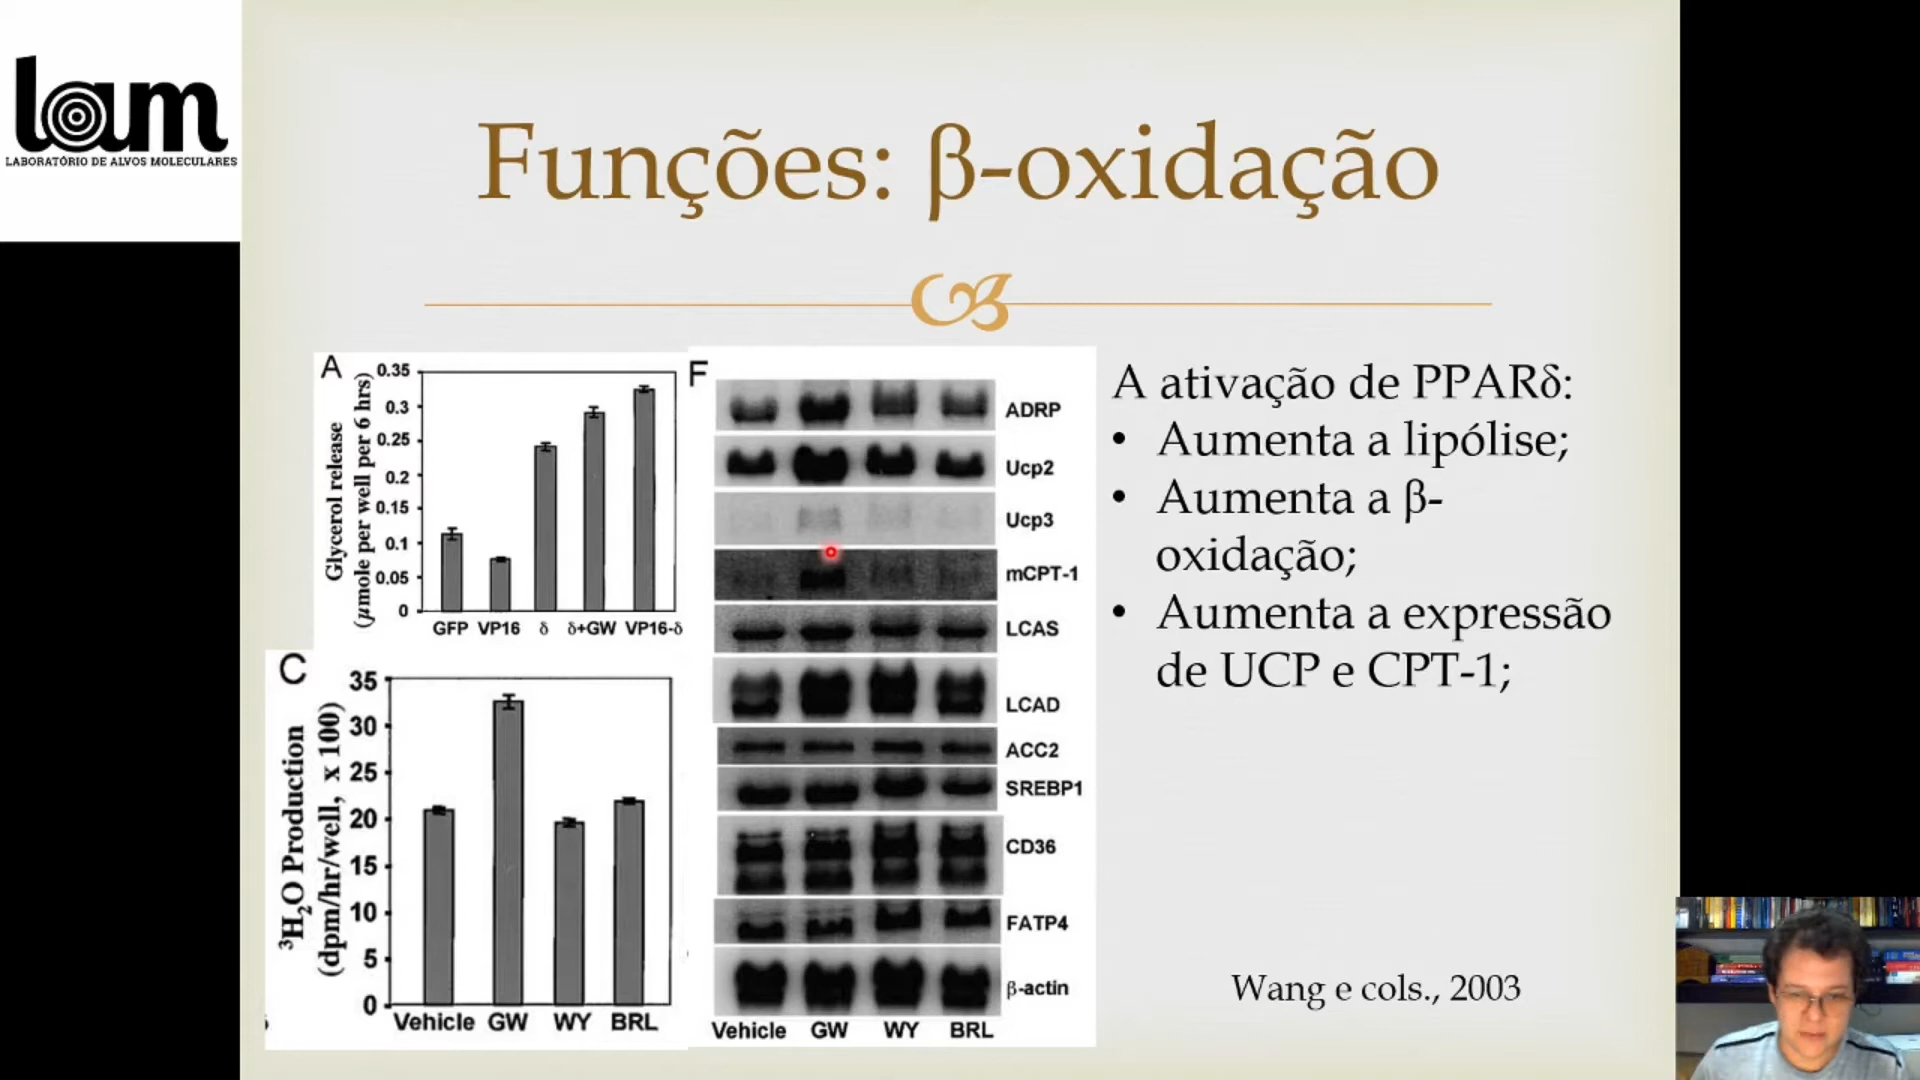 lam
LABORATÓRIO DE ALVOS MOLECULARES
Funções: β-oxidação
A
Glycerol release
(µmole per well per 6 hrs)
0.35
0.3
0.25
0.2
0.15
0.1
0.05
0
GFP VP16 δ δ+GW VP16-δ
C
³H₂O Production
(dpm/hr/well, x 100)
35
30
25
20
15
10
5
0
Vehicle GW WY BRL
F
ADRP
Ucp2
Ucp3
mCPT-1
LCAS
LCAD
ACC2
SREBP1
CD36
FATP4
β-actin
Vehicle GW WY BRL
A ativação de PPARδ:
• Aumenta a lipólise;
• Aumenta a β-
oxidação;
• Aumenta a expressão
de UCP e CPT-1;
Wang e cols., 2003